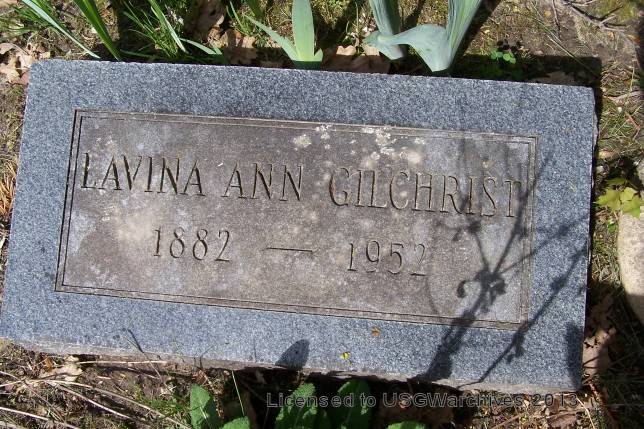 LAVINA ANN GILCHRIST
1882 — 1952
Licensed to USGWarchives 2013